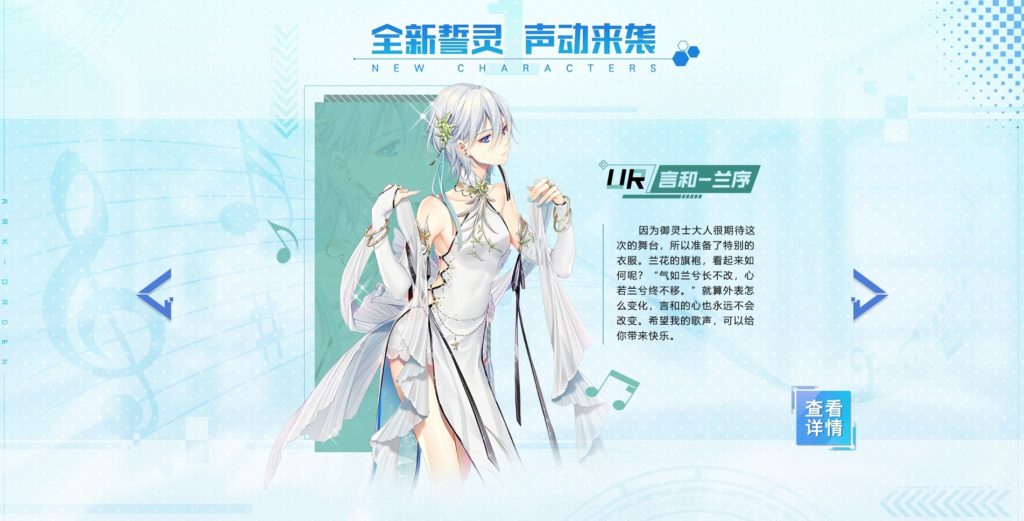 全新誓灵 声动来袭
NEW CHARACTERS
ARK-ORDER
UR 言和-兰序
因为御灵士大人很期待这
次的舞台，所以准备了特别的
衣服。兰花的旗袍，看起来如
何呢？“气如兰兮长不改，心
若兰兮终不移。”就算外表怎
么变化，言和的心也永远不会
改变。希望我的歌声，可以给
你带来快乐。
查看
详情